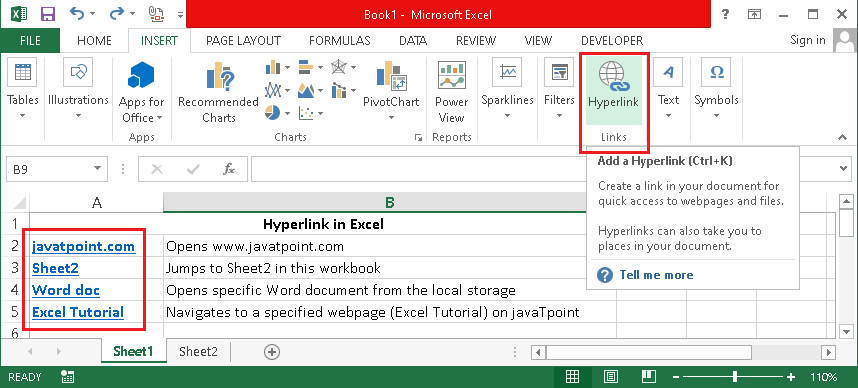 Book1 - Microsoft Excel
FILE HOME INSERT PAGE LAYOUT FORMULAS DATA REVIEW VIEW DEVELOPER Sign in
Tables
Illustrations
Apps for
Office
Apps
Recommended
Charts
PivotChart
Charts
Power
View
Reports
Sparklines
Filters
Hyperlink
Links
Text
Symbols
B9 fx
Add a Hyperlink (Ctrl+K)
Create a link in your document for
quick access to webpages and files.
Hyperlinks can also take you to
places in your document.
Tell me more
A B
1 Hyperlink in Excel
2 javatpoint.com Opens www.javatpoint.com
3 Sheet2 Jumps to Sheet2 in this workbook
4 Word doc Opens specific Word document from the local storage
5 Excel Tutorial Navigates to a specified webpage (Excel Tutorial) on javaTpoint
6
Sheet1 Sheet2
READY 110%